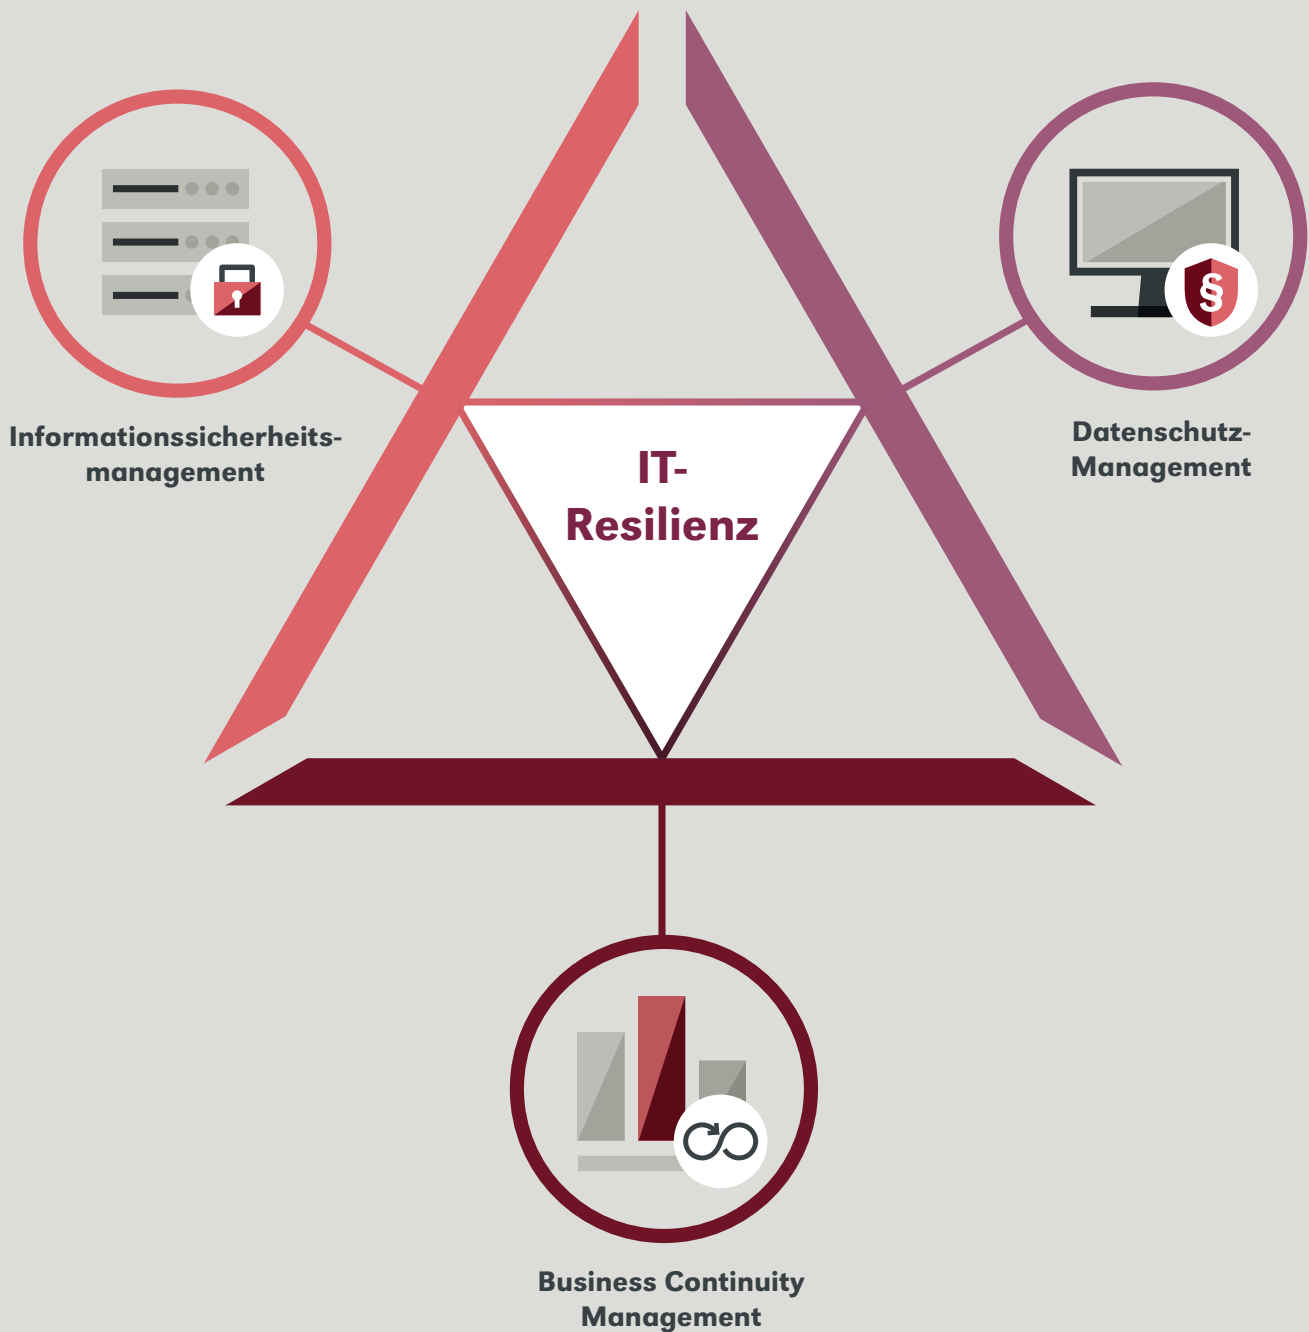 Informationssicherheits-
management
Datenschutz-
Management
IT-
Resilienz
§
Business Continuity
Management